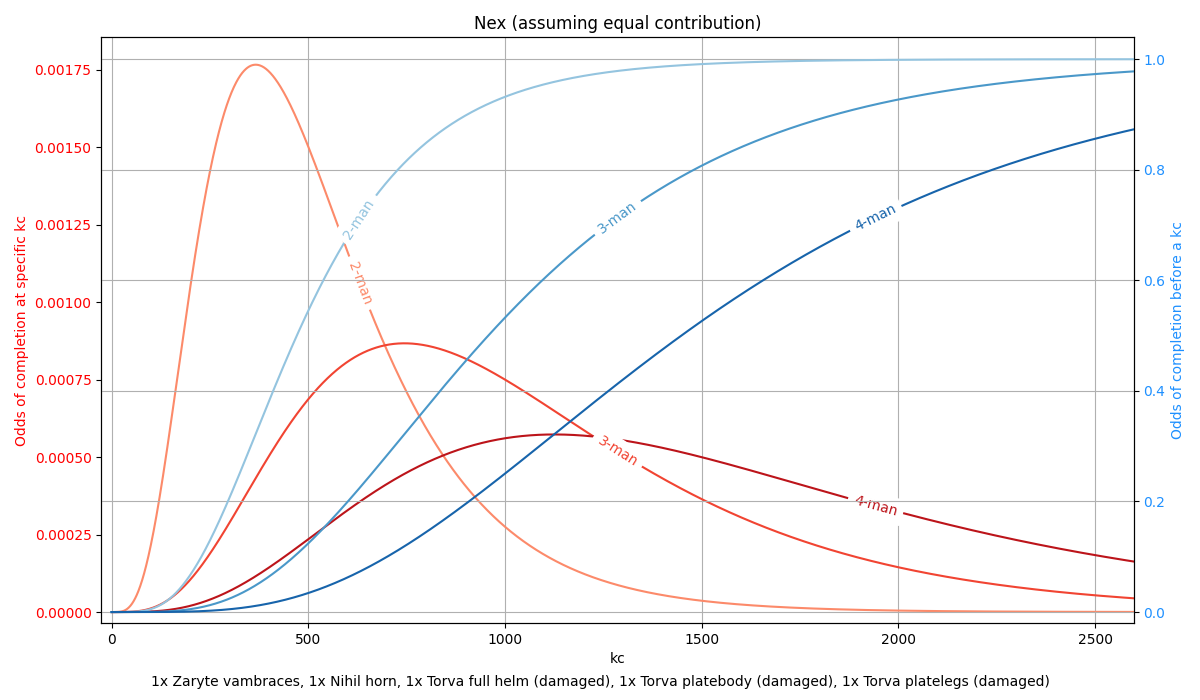 Nex (assuming equal contribution)
Odds of completion at specific kc
0.00175
0.00150
0.00125
0.00100
0.00075
0.00050
0.00025
0.00000
2-man
2-man
3-man
3-man
4-man
4-man
1.0
0.8
0.6
0.4
0.2
0.0
Odds of completion before a kc
0 500 1000 1500 2000 2500
kc
1x Zaryte vambraces, 1x Nihil horn, 1x Torva full helm (damaged), 1x Torva platebody (damaged), 1x Torva platelegs (damaged)